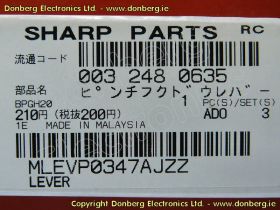 Donberg Electronics Ltd - www.donberg.ie
SHARP PARTS RC
流通コード
003 248 0635
部品名 ピンチフクドウレバー
BPGH20 1 PC(S)/SET(S)
210円(税抜200円) ADO 3
1E MADE IN MALAYSIA
MLEVP0347AJZZ
LEVER
Donberg Electronics Ltd - www.donberg.ie